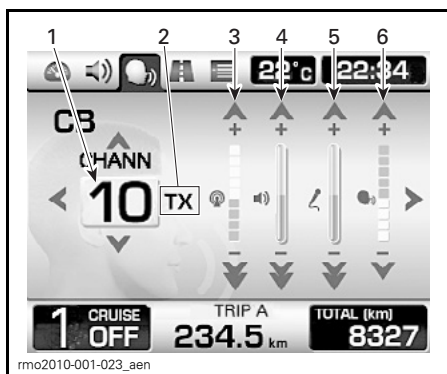 1 2 3 4 5 6
22°c 22:34
CB
+ + + +
CHANN
10 TX
- - - -
1 CRUISE OFF
TRIP A
234.5 km
TOTAL (km)
8327
rmo2010-001-023_aen